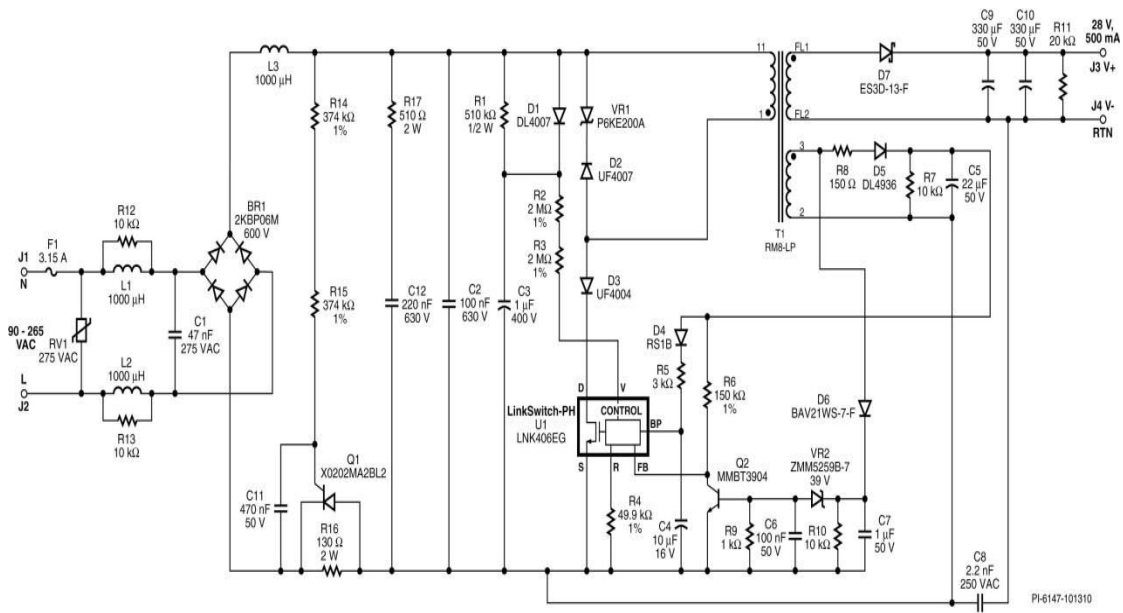 L3
1000 μH
R14
374 kΩ
1%
R17
510 Ω
2 W
R1
510 kΩ
1/2 W
D1
DL4007
VR1
P6KE200A
11
1
FL1
FL2
D7
ES3D-13-F
C9
330 μF
50 V
C10
330 μF
50 V
R11
20 kΩ
28 V,
500 mA
J3 V+
J4 V-
RTN
D2
UF4007
R2
2 MΩ
1%
R3
2 MΩ
1%
3
2
R8
150 Ω
D5
DL4936
R7
10 kΩ
C5
22 μF
50 V
T1
RM8-LP
R12
10 kΩ
BR1
2KBP06M
600 V
F1
3.15 A
J1
N
L1
1000 μH
90 - 265
VAC
RV1
275 VAC
C1
47 nF
275 VAC
L2
1000 μH
L
J2
R13
10 kΩ
R15
374 kΩ
1%
C12
220 nF
630 V
C2
100 nF
630 V
C3
1 μF
400 V
D3
UF4004
D4
RS1B
R5
3 kΩ
R6
150 kΩ
1%
D6
BAV21WS-7-F
D
V
LinkSwitch-PH
U1
LNK406EG
CONTROL
BP
S
R
FB
Q1
X0202MA2BL2
C11
470 nF
50 V
R16
130 Ω
2 W
R4
49.9 kΩ
1%
C4
10 μF
16 V
Q2
MMBT3904
VR2
ZMM5259B-7
39 V
R9
1 kΩ
C6
100 nF
50 V
R10
10 kΩ
C7
1 μF
50 V
C8
2.2 nF
250 VAC
PI-6147-101310